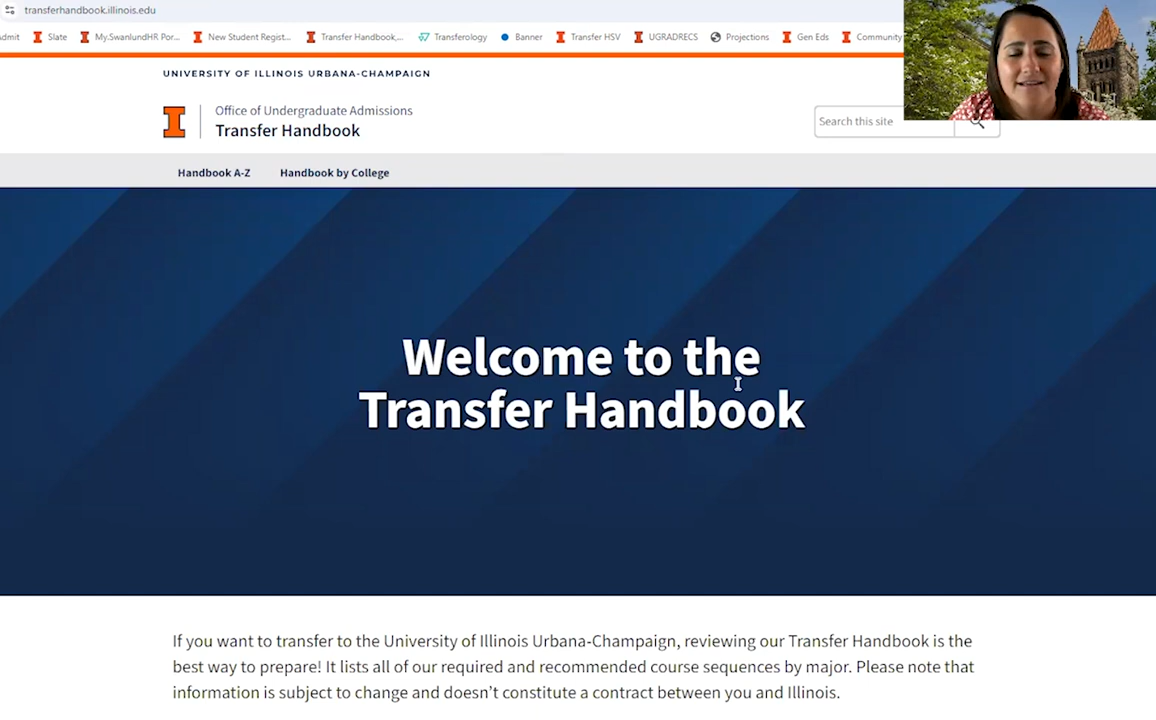 transferhandbook.illinois.edu
dmit Slate My.SwanlundHR Por... New Student Regist... Transfer Handbook,... Transferology Banner Transfer HSV UGRADRECS Projections Gen Eds Community
UNIVERSITY OF ILLINOIS URBANA-CHAMPAIGN
Office of Undergraduate Admissions
Transfer Handbook
Search this site
Handbook A-Z Handbook by College
Welcome to the
Transfer Handbook
If you want to transfer to the University of Illinois Urbana-Champaign, reviewing our Transfer Handbook is the
best way to prepare! It lists all of our required and recommended course sequences by major. Please note that
information is subject to change and doesn't constitute a contract between you and Illinois.